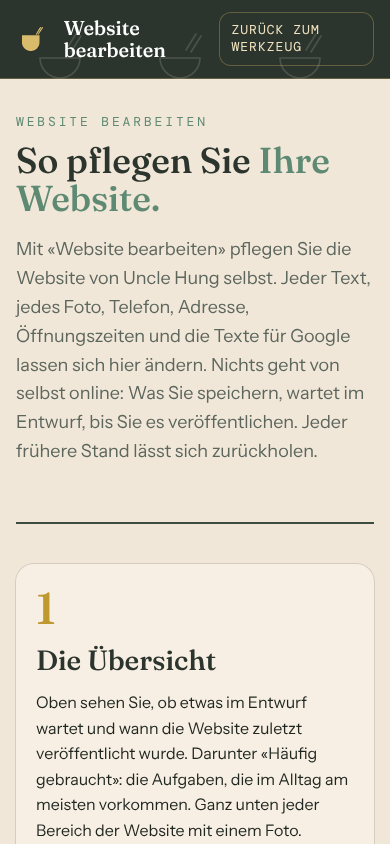 Website
bearbeiten
ZURÜCK ZUM
WERKZEUG
WEBSITE BEARBEITEN
So pflegen Sie Ihre
Website.
Mit «Website bearbeiten» pflegen Sie die
Website von Uncle Hung selbst. Jeder Text,
jedes Foto, Telefon, Adresse,
Öffnungszeiten und die Texte für Google
lassen sich hier ändern. Nichts geht von
selbst online: Was Sie speichern, wartet im
Entwurf, bis Sie es veröffentlichen. Jeder
frühere Stand lässt sich zurückholen.
1
Die Übersicht
Oben sehen Sie, ob etwas im Entwurf
wartet und wann die Website zuletzt
veröffentlicht wurde. Darunter «Häufig
gebraucht»: die Aufgaben, die im Alltag am
meisten vorkommen. Ganz unten jeder
Bereich der Website mit einem Foto.